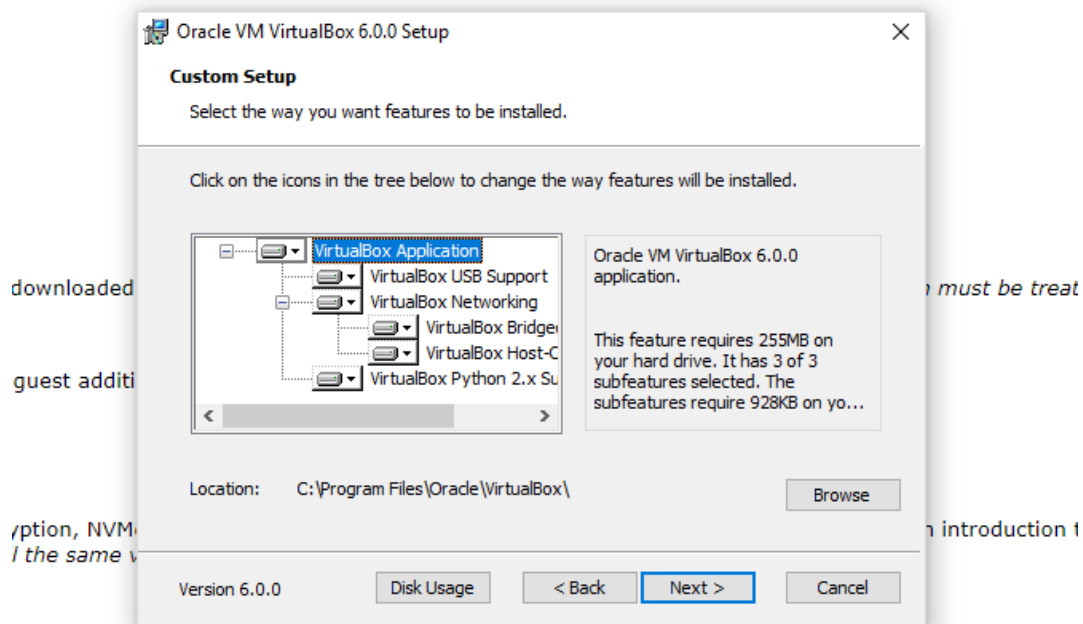 Oracle VM VirtualBox 6.0.0 Setup
Custom Setup
Select the way you want features to be installed.
Click on the icons in the tree below to change the way features will be installed.
VirtualBox Application
VirtualBox USB Support
VirtualBox Networking
VirtualBox Bridge
VirtualBox Host-C
VirtualBox Python 2.x Su
Oracle VM VirtualBox 6.0.0
application.
This feature requires 255MB on
your hard drive. It has 3 of 3
subfeatures selected. The
subfeatures require 928KB on yo...
downloaded
must be treat
guest additi
Location: C:\Program Files\Oracle\VirtualBox\
Browse
yption, NVM
introduction t
the same
Version 6.0.0
Disk Usage
< Back
Next >
Cancel